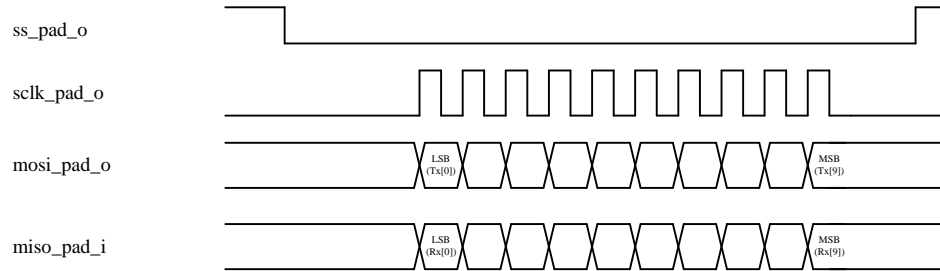 ss_pad_o
sclk_pad_o
mosi_pad_o
LSB
(Tx[0])
MSB
(Tx[9])
miso_pad_i
LSB
(Rx[0])
MSB
(Rx[9])